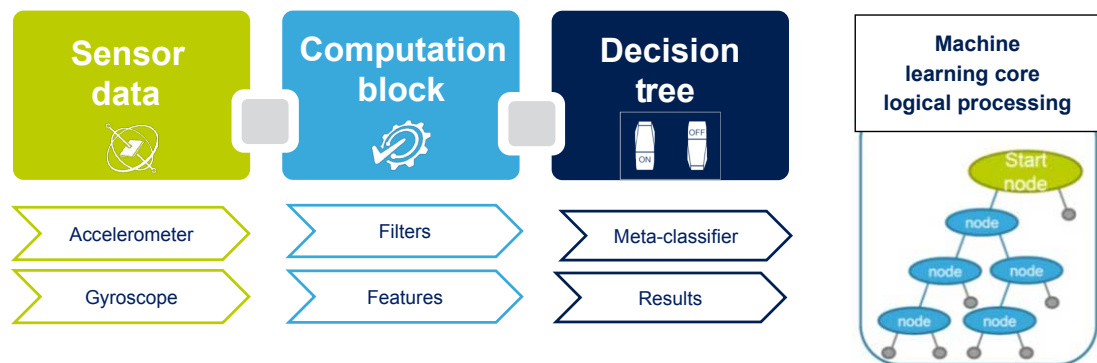 Sensor
data
Computation
block
Decision
tree
ON
OFF
Accelerometer
Filters
Meta-classifier
Gyroscope
Features
Results
Machine
learning core
logical processing
Start
node
node
node
node
node
node